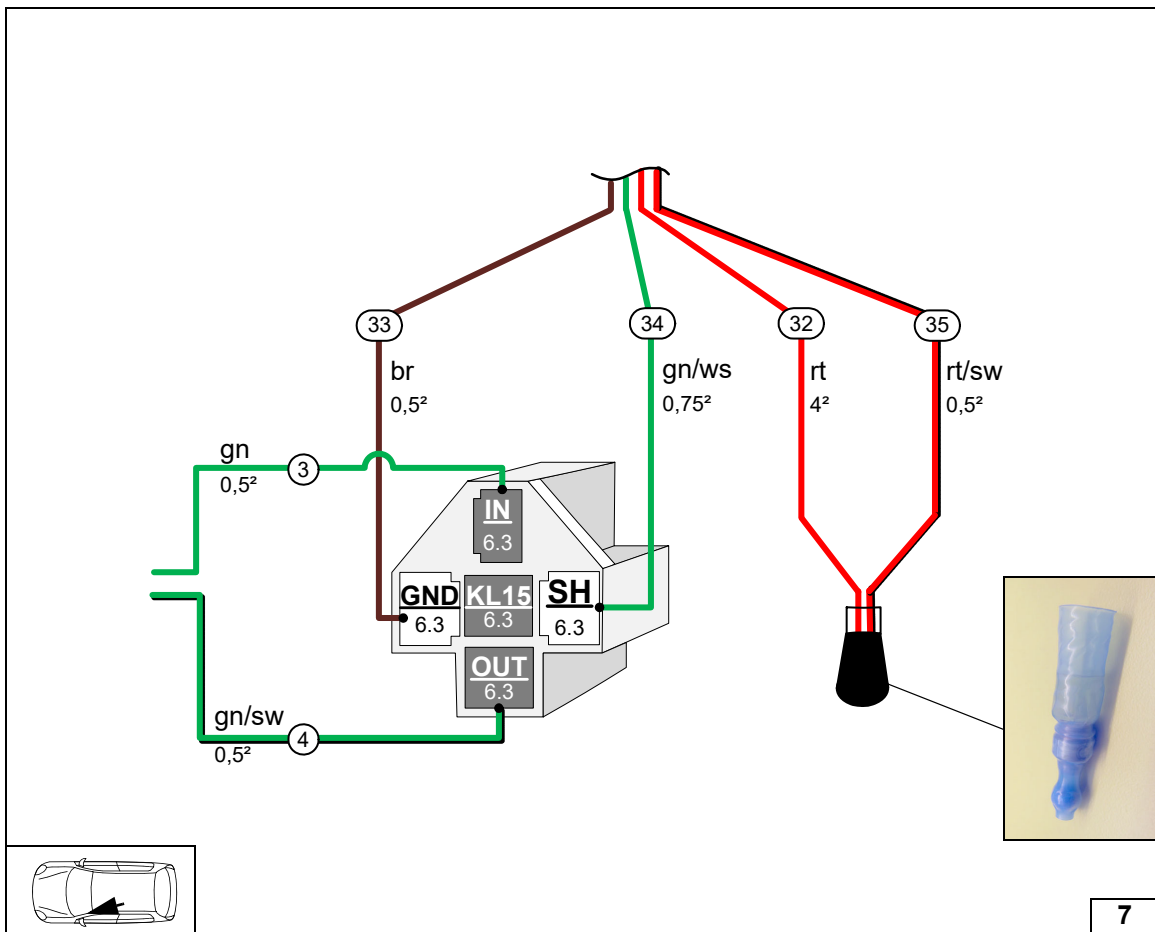 33
34
32
35
br
0,5²
gn/ws
0,75²
rt
4²
rt/sw
0,5²
gn
0,5²
3
IN
6.3
GND
6.3
KL15
6.3
SH
6.3
OUT
6.3
gn/sw
0,5²
4
7